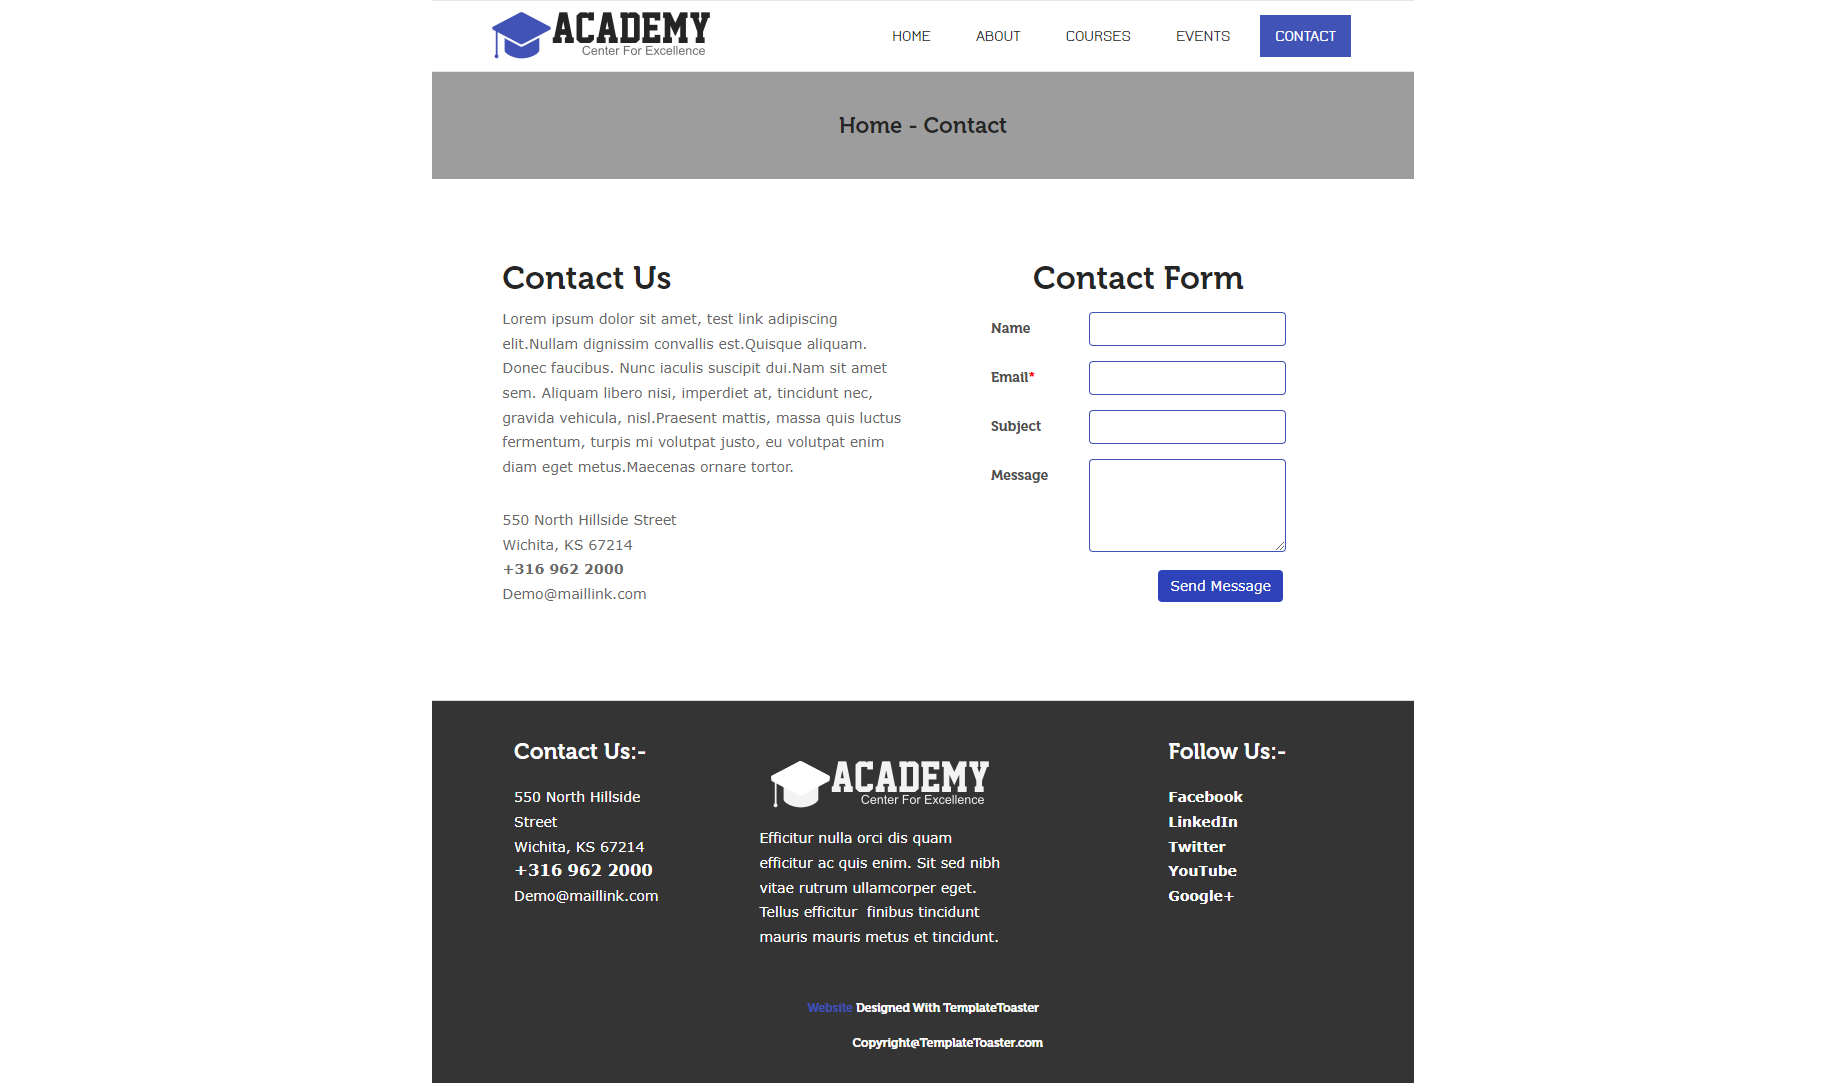 ACADEMY
Center For Excellence
HOME ABOUT COURSES EVENTS CONTACT
Home - Contact
Contact Us
Lorem ipsum dolor sit amet, test link adipiscing
elit.Nullam dignissim convallis est.Quisque aliquam.
Donec faucibus. Nunc iaculis suscipit dui.Nam sit amet
sem. Aliquam libero nisi, imperdiet at, tincidunt nec,
gravida vehicula, nisl.Praesent mattis, massa quis luctus
fermentum, turpis mi volutpat justo, eu volutpat enim
diam eget metus.Maecenas ornare tortor.
550 North Hillside Street
Wichita, KS 67214
+316 962 2000
Demo@maillink.com
Contact Form
Name
Email*
Subject
Message
Send Message
Contact Us:-
550 North Hillside
Street
Wichita, KS 67214
+316 962 2000
Demo@maillink.com
ACADEMY
Center For Excellence
Efficitur nulla orci dis quam
efficitur ac quis enim. Sit sed nibh
vitae rutrum ullamcorper eget.
Tellus efficitur  finibus tincidunt
mauris mauris metus et tincidunt.
Follow Us:-
Facebook
LinkedIn
Twitter
YouTube
Google+
Website Designed With TemplateToaster
Copyright@TemplateToaster.com